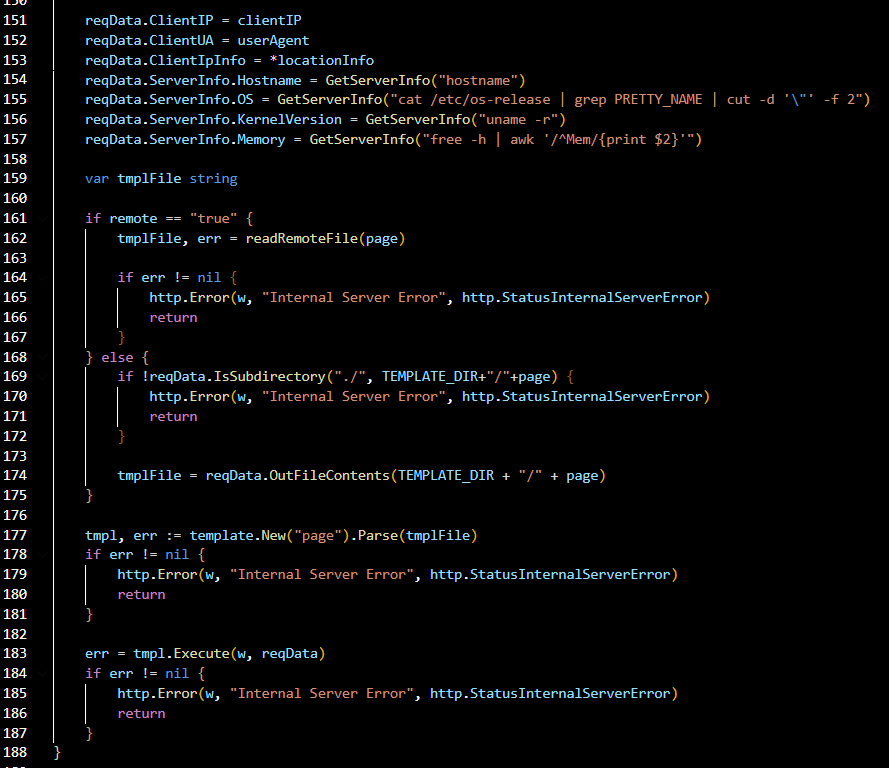 151 reqData.ClientIP = clientIP
152 reqData.ClientUA = userAgent
153 reqData.ClientIpInfo = *locationInfo
154 reqData.ServerInfo.Hostname = GetServerInfo("hostname")
155 reqData.ServerInfo.OS = GetServerInfo("cat /etc/os-release | grep PRETTY_NAME | cut -d '\"' -f 2")
156 reqData.ServerInfo.KernelVersion = GetServerInfo("uname -r")
157 reqData.ServerInfo.Memory = GetServerInfo("free -h | awk '/^Mem/{print $2}'")
158
159 var tmplFile string
160
161 if remote == "true" {
162 tmplFile, err = readRemoteFile(page)
163
164 if err != nil {
165 http.Error(w, "Internal Server Error", http.StatusInternalServerError)
166 return
167 }
168 } else {
169 if !reqData.IsSubdirectory("./", TEMPLATE_DIR+"/"+page) {
170 http.Error(w, "Internal Server Error", http.StatusInternalServerError)
171 return
172 }
173
174 tmplFile = reqData.OutFileContents(TEMPLATE_DIR + "/" + page)
175 }
176
177 tmpl, err := template.New("page").Parse(tmplFile)
178 if err != nil {
179 http.Error(w, "Internal Server Error", http.StatusInternalServerError)
180 return
181 }
182
183 err = tmpl.Execute(w, reqData)
184 if err != nil {
185 http.Error(w, "Internal Server Error", http.StatusInternalServerError)
186 return
187 }
188 }